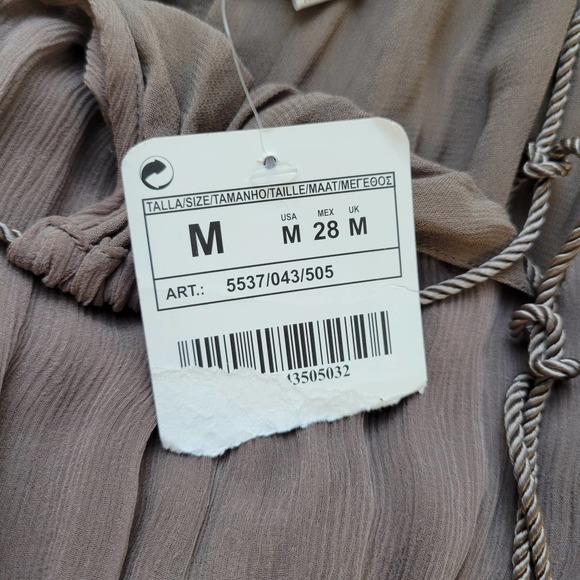 TALLA/SIZE/TAMANHO/TAILLE/MAAT/ΜΕΓΕΘΟΣ
USA MEX UK
M M 28 M
ART.: 5537/043/505
43505032